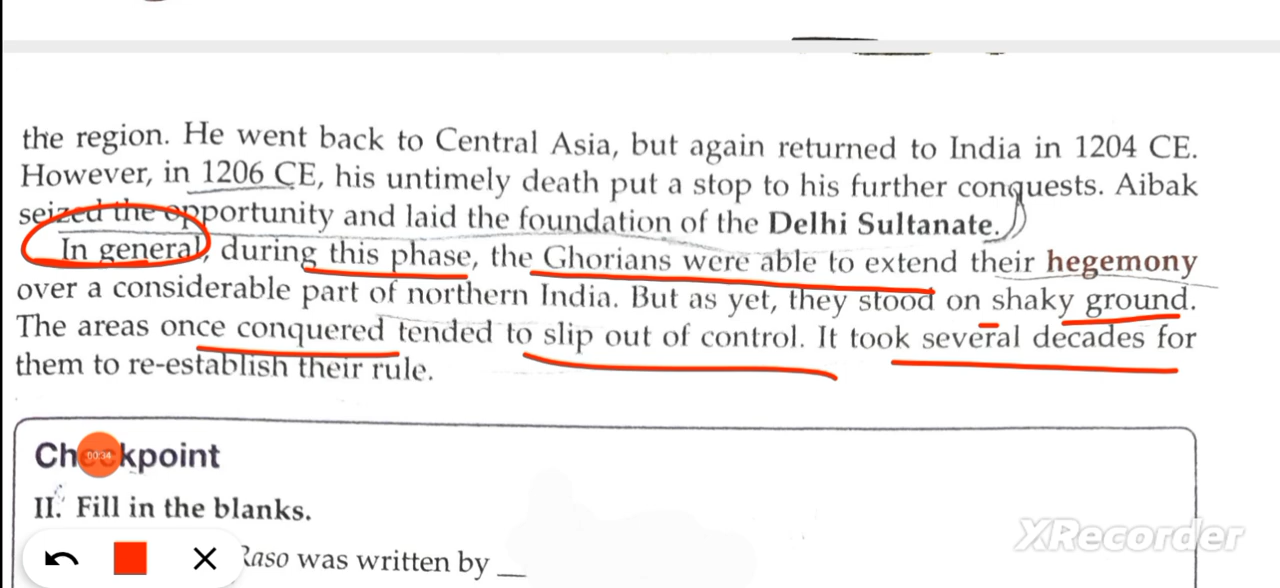 the region. He went back to Central Asia, but again returned to India in 1204 CE.
However, in 1206 CE, his untimely death put a stop to his further conquests. Aibak
seized the opportunity and laid the foundation of the Delhi Sultanate.
In general, during this phase, the Ghorians were able to extend their hegemony
over a considerable part of northern India. But as yet, they stood on shaky ground.
The areas once conquered tended to slip out of control. It took several decades for
them to re-establish their rule.
Checkpoint
00:34
II. Fill in the blanks.
Raso was written by __
XRecorder